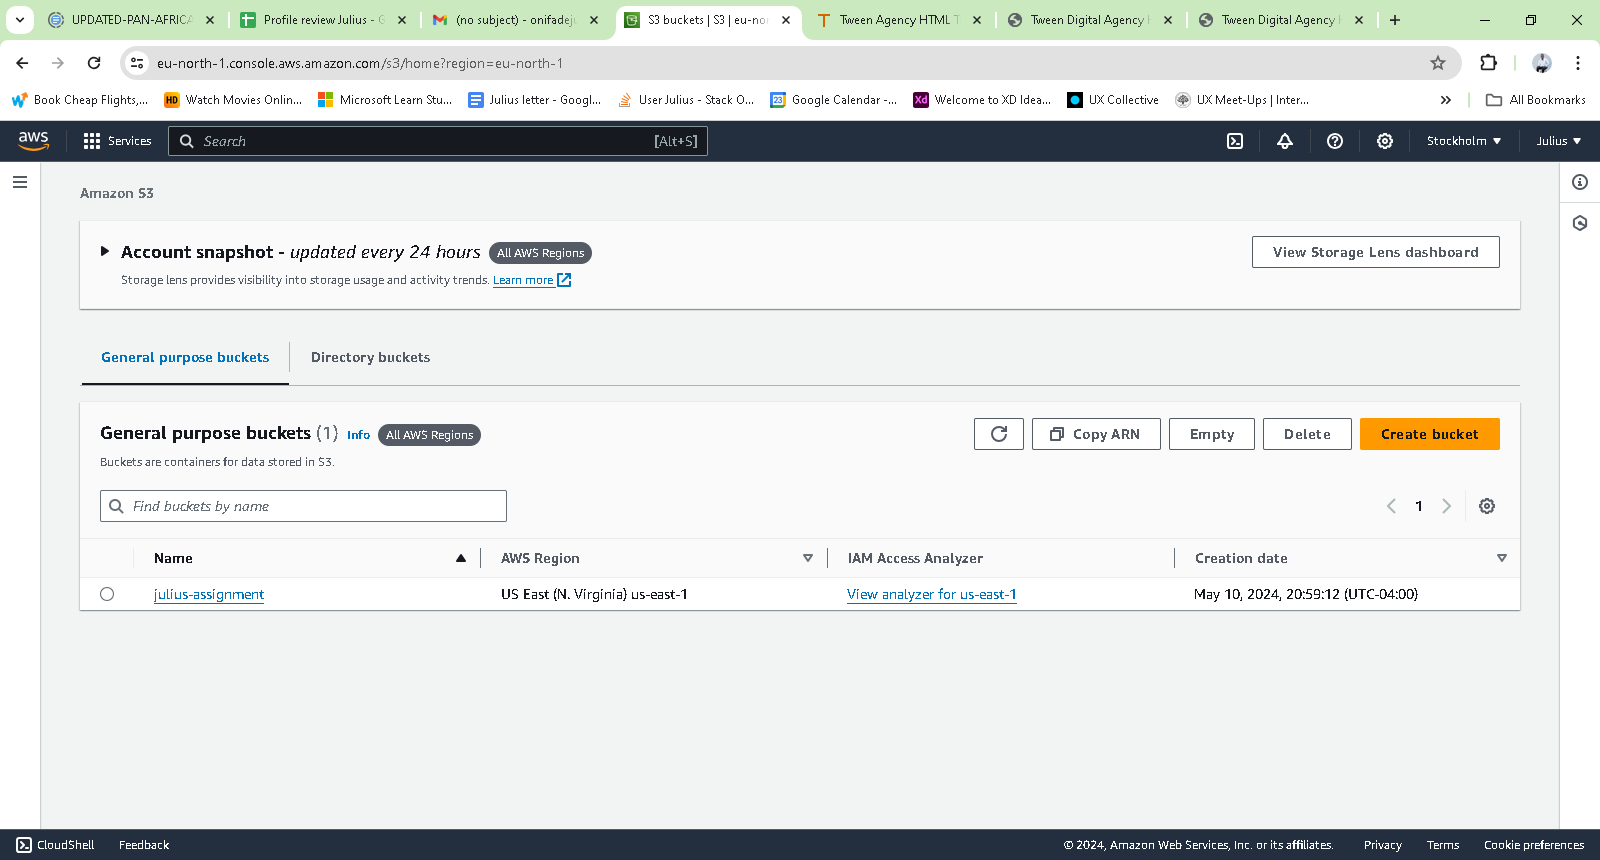 UPDATED-PAN-AFRICA
Profile review Julius - G
(no subject) - onifadeju
S3 buckets | S3 | eu-nor
Tween Agency HTML T
Tween Digital Agency H
Tween Digital Agency H
eu-north-1.console.aws.amazon.com/s3/home?region=eu-north-1
Book Cheap Flights,...
HD Watch Movies Onlin...
Microsoft Learn Stu...
Julius letter - Googl...
User Julius - Stack O...
23 Google Calendar -...
Xd Welcome to XD Idea...
UX Collective
UX Meet-Ups | Inter...
All Bookmarks
aws Services Search [Alt+S] Stockholm Julius
Amazon S3
Account snapshot - updated every 24 hours All AWS Regions View Storage Lens dashboard
Storage lens provides visibility into storage usage and activity trends. Learn more
General purpose buckets Directory buckets
General purpose buckets (1) Info All AWS Regions Copy ARN Empty Delete Create bucket
Buckets are containers for data stored in S3.
Find buckets by name 1
Name AWS Region IAM Access Analyzer Creation date
julius-assignment US East (N. Virginia) us-east-1 View analyzer for us-east-1 May 10, 2024, 20:59:12 (UTC-04:00)
CloudShell Feedback © 2024, Amazon Web Services, Inc. or its affiliates. Privacy Terms Cookie preferences